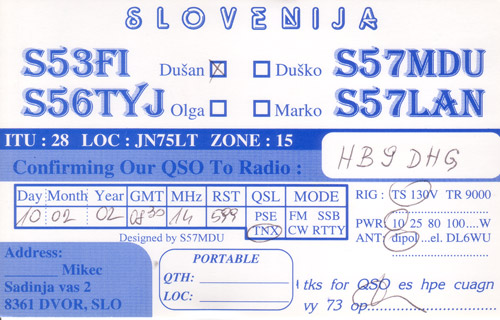 SLOVENIJA
S53FI Dušan Duško S57MDU
S56TYJ Olga Marko S57LAN
ITU : 28 LOC : JN75LT ZONE : 15
Confirming Our QSO To Radio : HB9DHG
Day Month Year GMT MHz RST QSL MODE
10 02 02 14 599 PSE FM SSB
TNX CW RTTY
RIG : TS 130V TR 9000
PWR: 10 25 80 100....W
ANT: dipol....el. DL6WU
Designed by S57MDU
Address:
Mikec
Sadinja vas 2
8361 DVOR, SLO
PORTABLE
QTH:
LOC:
tks for QSO es hpe cuagn
vy 73 op